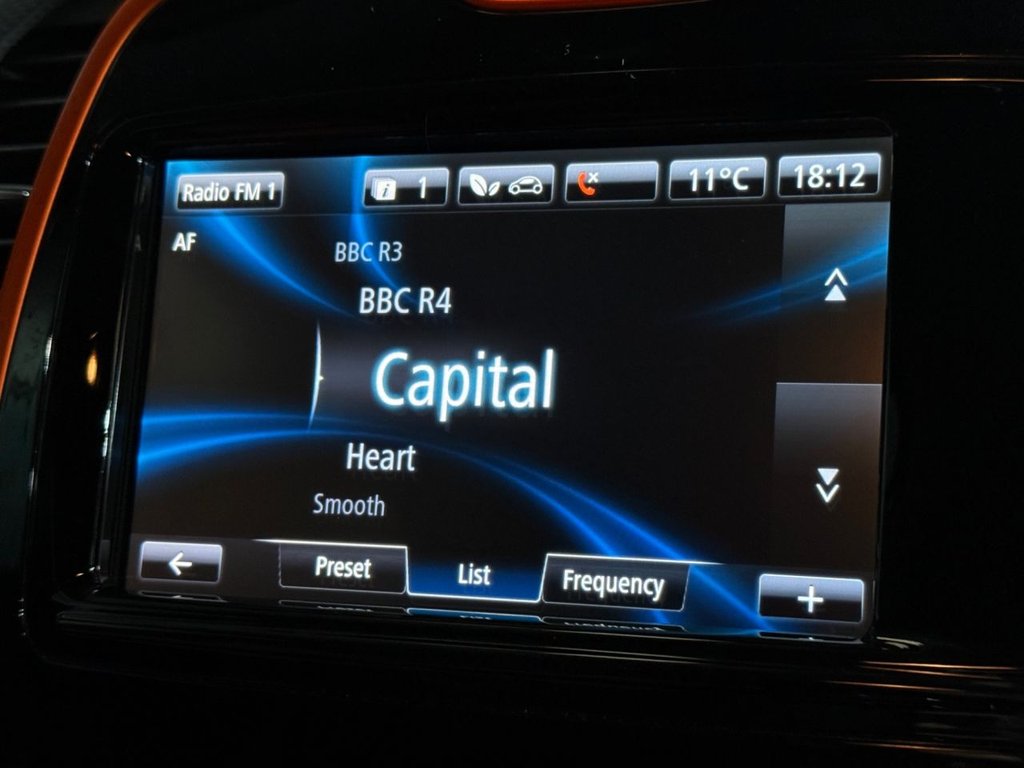 Radio FM 1
i 1
11°C
18:12
AF
BBC R3
BBC R4
Capital
Heart
Smooth
Preset
List
Frequency
+